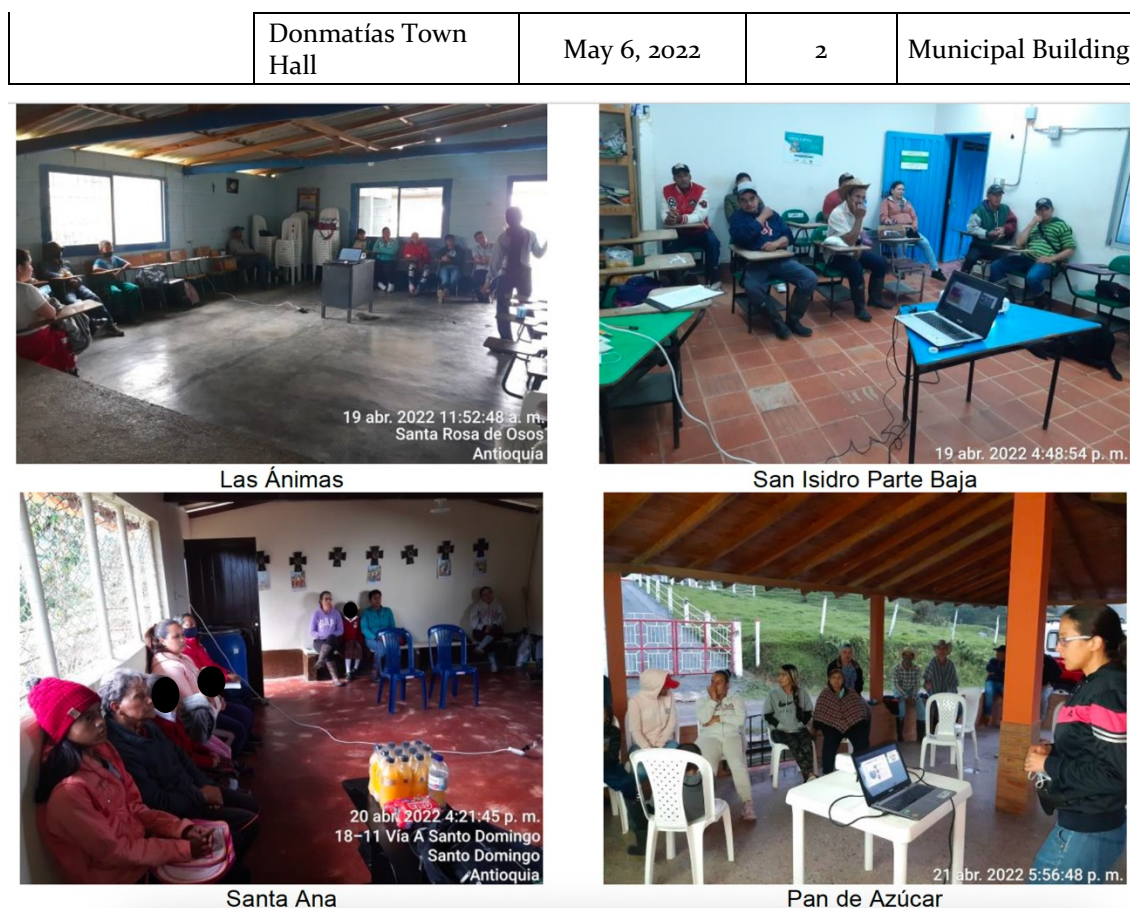 Donmatías Town
Hall
May 6, 2022
2
Municipal Building
19 abr. 2022 11:52:48 a. m.
Santa Rosa de Osos
Antioquia
19 abr. 2022 4:48:54 p. m.
Las Ánimas
San Isidro Parte Baja
20 abr. 2022 4:21:45 p. m.
18–11 Vía A Santo Domingo
Santo Domingo
Antioquia
21 abr. 2022 5:56:48 p. m.
Santa Ana
Pan de Azúcar